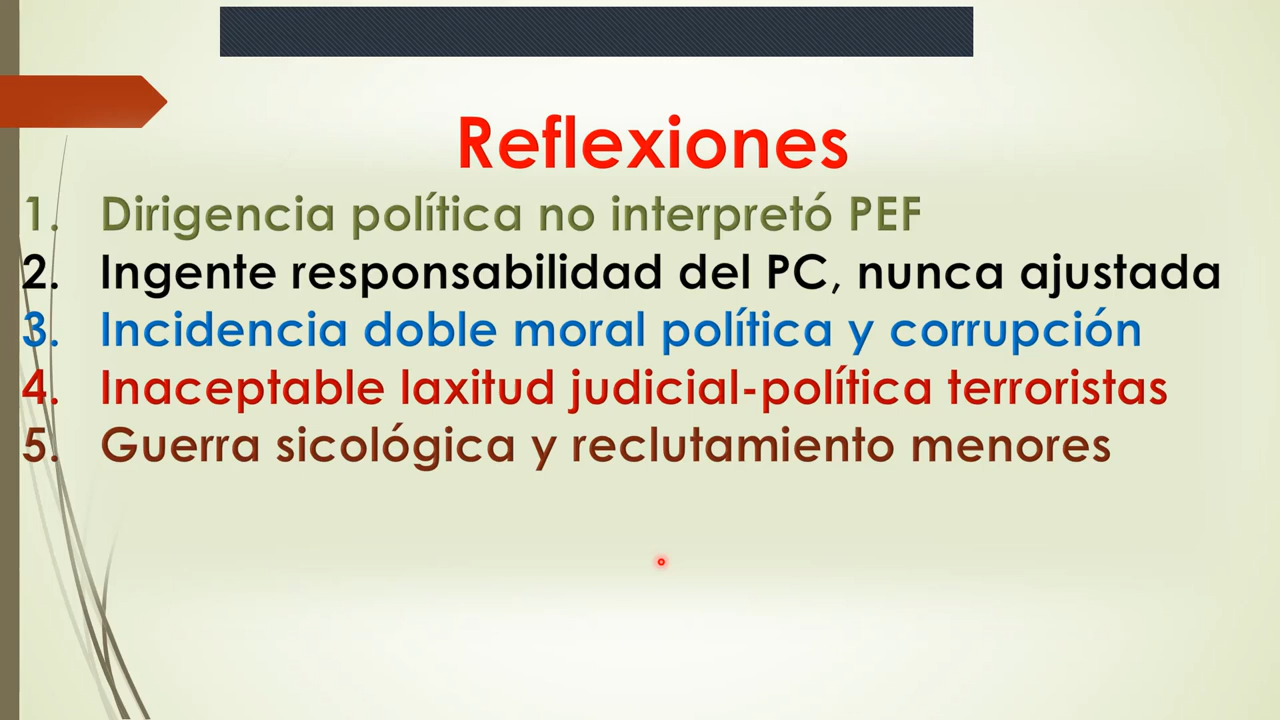 Reflexiones
1. Dirigencia política no interpretó PEF
2. Ingente responsabilidad del PC, nunca ajustada
3. Incidencia doble moral política y corrupción
4. Inaceptable laxitud judicial-política terroristas
5. Guerra sicológica y reclutamiento menores